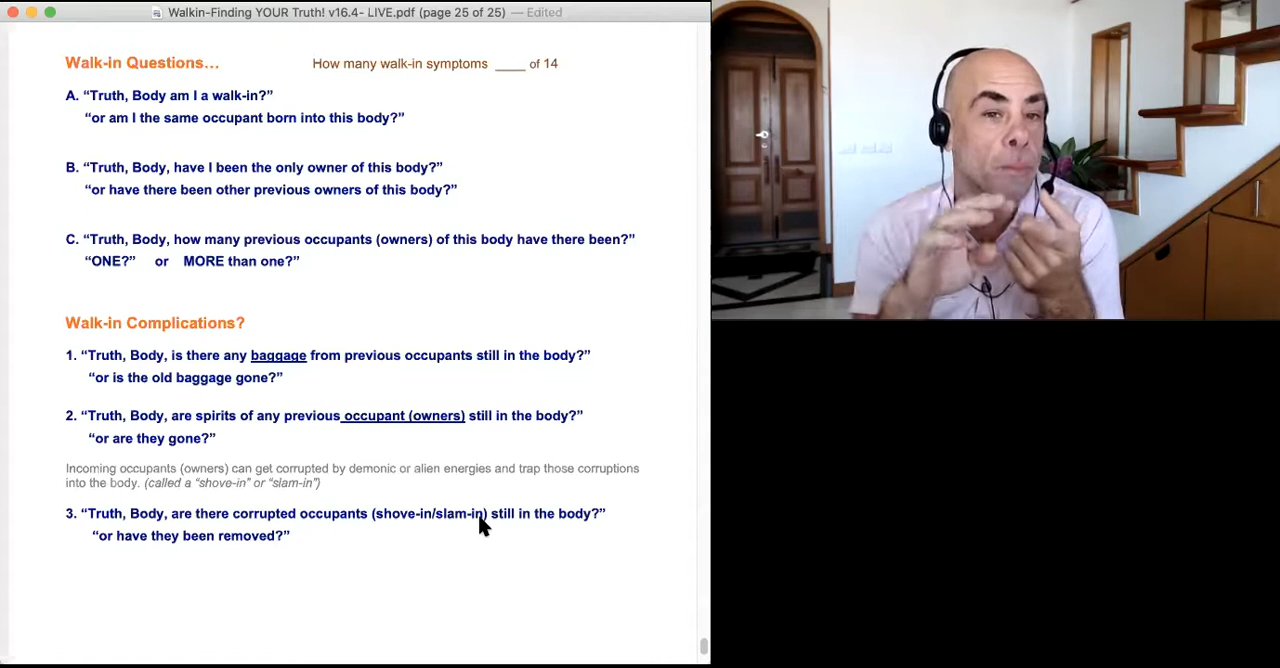 Walkin-Finding YOUR Truth! v16.4- LIVE.pdf (page 25 of 25) — Edited
Walk-in Questions… How many walk-in symptoms ____ of 14
A. “Truth, Body am I a walk-in?”
“or am I the same occupant born into this body?”
B. “Truth, Body, have I been the only owner of this body?”
“or have there been other previous owners of this body?”
C. “Truth, Body, how many previous occupants (owners) of this body have there been?”
“ONE?” or MORE than one?”
Walk-in Complications?
1. “Truth, Body, is there any baggage from previous occupants still in the body?”
“or is the old baggage gone?”
2. “Truth, Body, are spirits of any previous occupant (owners) still in the body?”
“or are they gone?”
Incoming occupants (owners) can get corrupted by demonic or alien energies and trap those corruptions
into the body. (called a “shove-in” or “slam-in”)
3. “Truth, Body, are there corrupted occupants (shove-in/slam-in) still in the body?”
“or have they been removed?”